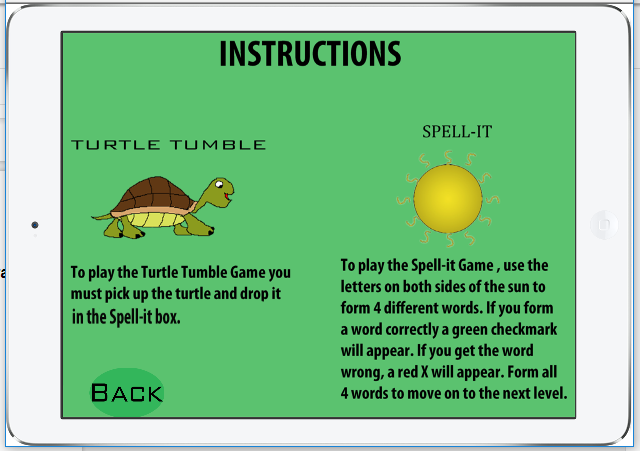 INSTRUCTIONS
TURTLE TUMBLE
To play the Turtle Tumble Game you
must pick up the turtle and drop it
in the Spell-it box.
SPELL-IT
To play the Spell-it Game , use the
letters on both sides of the sun to
form 4 different words. If you form
a word correctly a green checkmark
will appear. If you get the word
wrong, a red X will appear. Form all
4 words to move on to the next level.
BACK